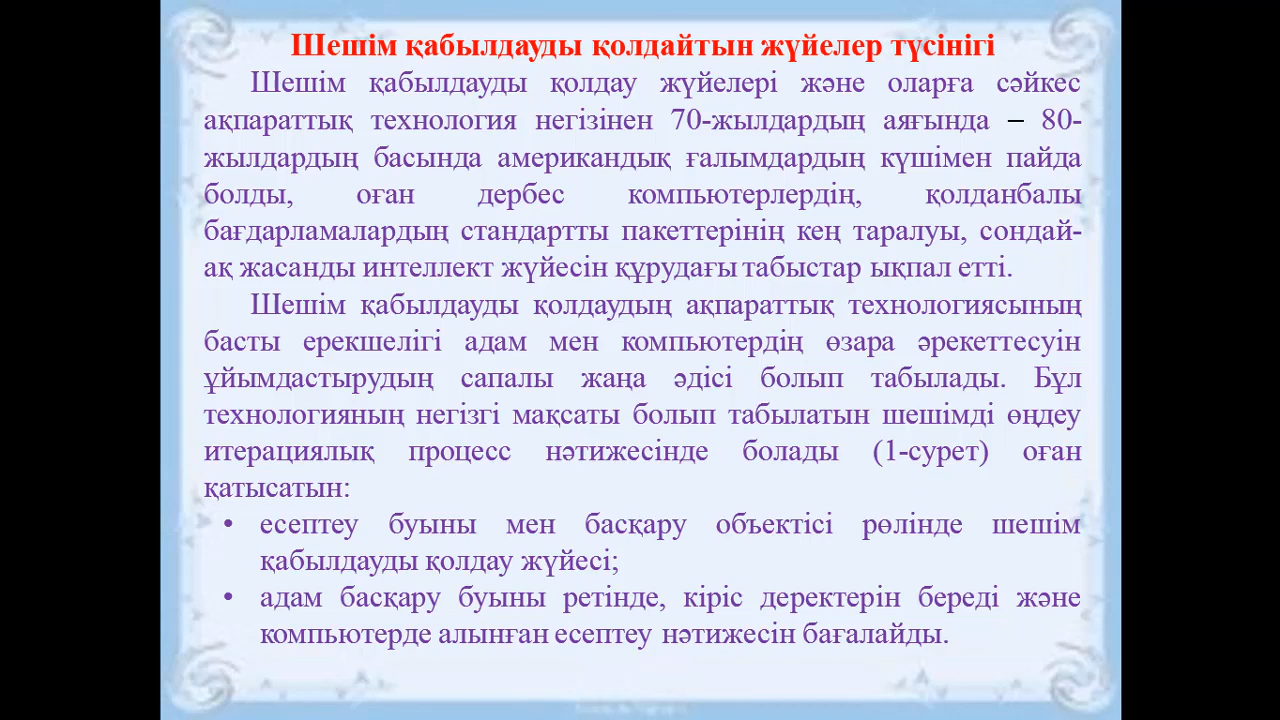 Шешім қабылдауды қолдайтын жүйелер түсінігі
Шешім қабылдауды қолдау жүйелері және оларға сәйкес
ақпараттық технология негізінен 70-жылдардың аяғында – 80-
жылдардың басында американдық ғалымдардың күшімен пайда
болды, оған дербес компьютерлердің, қолданбалы
бағдарламалардың стандартты пакеттерінің кең таралуы, сондай-
ақ жасанды интеллект жүйесін құрудағы табыстар ықпал етті.
Шешім қабылдауды қолдаудың ақпараттық технологиясының
басты ерекшелігі адам мен компьютердің өзара әрекеттесуін
ұйымдастырудың сапалы жаңа әдісі болып табылады. Бұл
технологияның негізгі мақсаты болып табылатын шешімді өңдеу
итерациялық процесс нәтижесінде болады (1-сурет) оған
қатысатын:
• есептеу буыны мен басқару объектісі рөлінде шешім
қабылдауды қолдау жүйесі;
• адам басқару буыны ретінде, кіріс деректерін береді және
компьютерде алынған есептеу нәтижесін бағалайды.